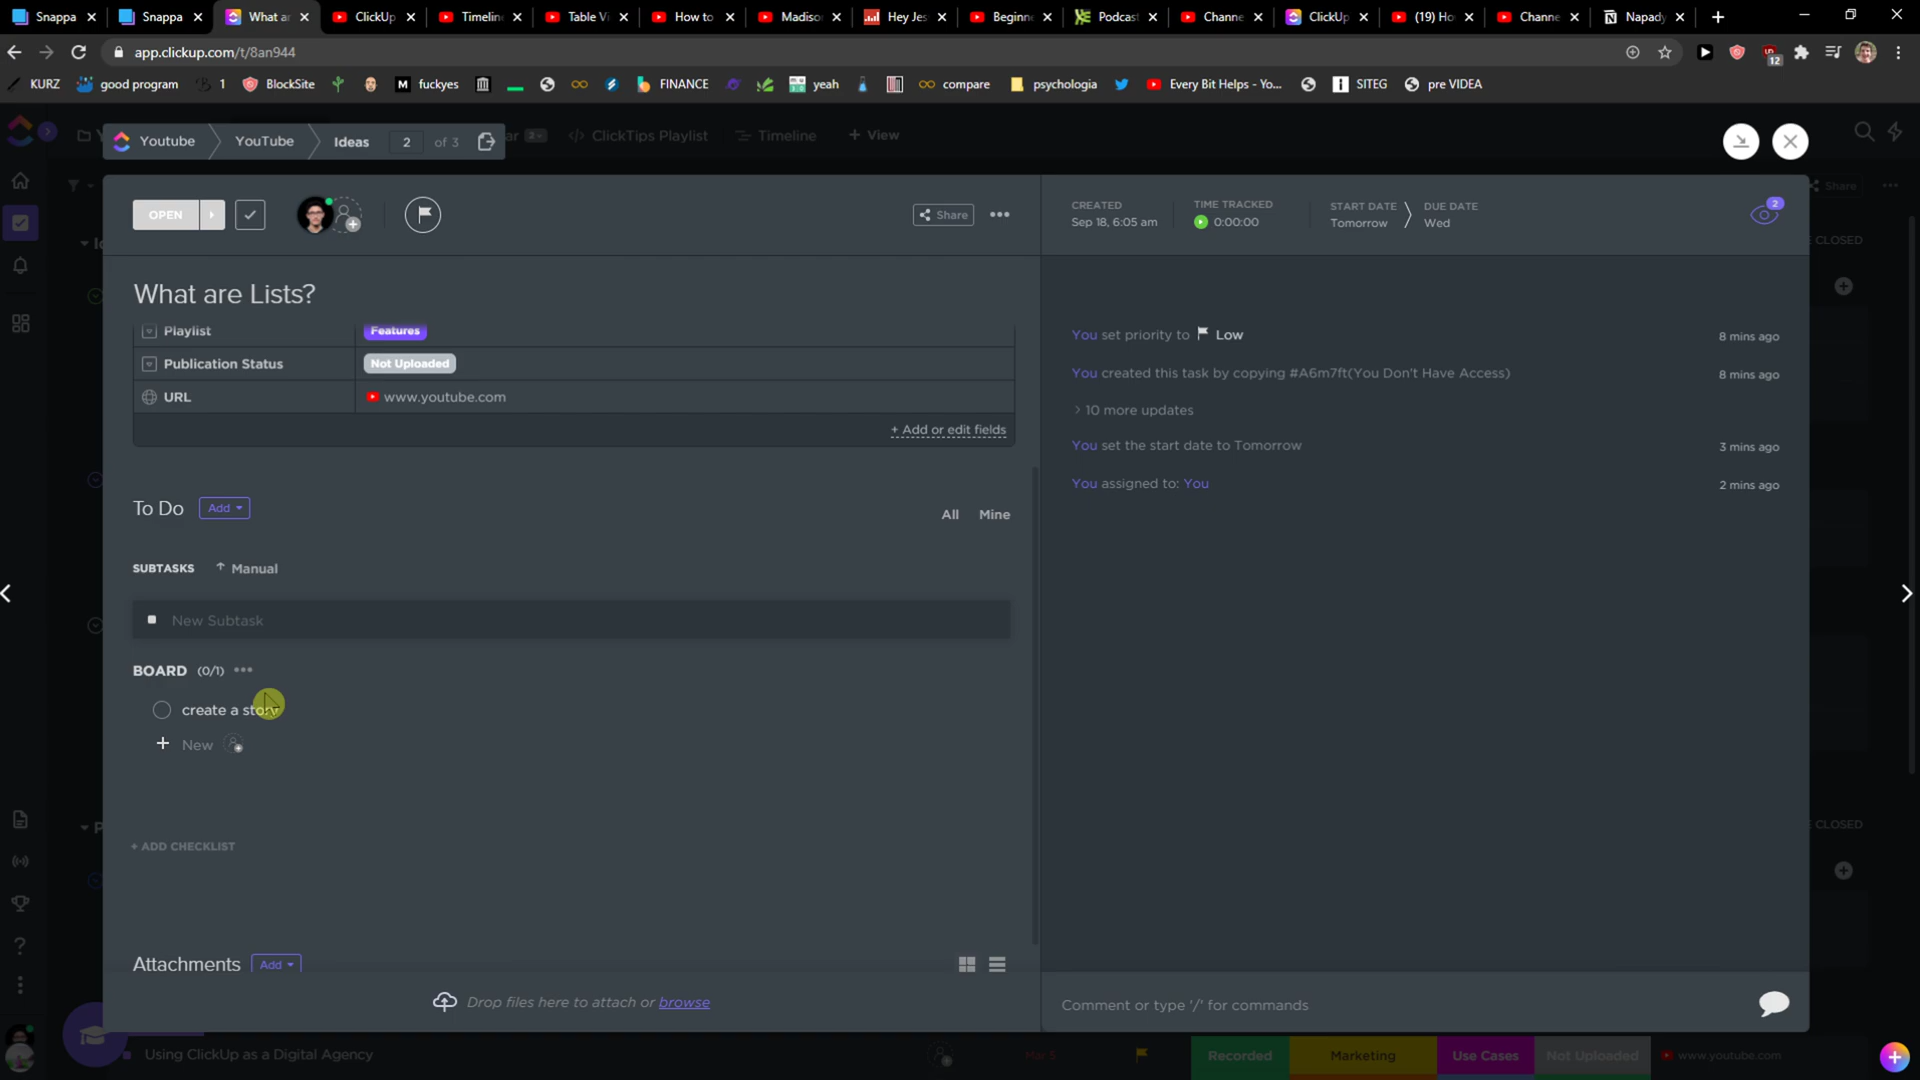 Snappa
Snappa
What ar
ClickUp
Timelin
Table Vi
How to
Madiso
Hey Jes
Beginne
Podcast
Channe
ClickUp
(19) Ho
Channe
Napady
app.clickup.com/t/8an944
12
KURZ
good program
1
BlockSite
fuckyes
FINANCE
yeah
compare
psychologia
Every Bit Helps - Yo...
SITEG
pre VIDEA
Youtube
YouTube
Ideas
2
of 3
ar
2
ClickTips Playlist
Timeline
+ View
OPEN
Share
CREATED
Sep 18, 6:05 am
TIME TRACKED
0:00:00
START DATE
Tomorrow
DUE DATE
Wed
2
Share
CLOSED
What are Lists?
Playlist
Features
Publication Status
Not Uploaded
URL
www.youtube.com
+ Add or edit fields
You set priority to Low
8 mins ago
You created this task by copying #A6m7ft(You Don't Have Access)
8 mins ago
> 10 more updates
You set the start date to Tomorrow
3 mins ago
You assigned to: You
2 mins ago
To Do
Add
All
Mine
SUBTASKS
Manual
New Subtask
BOARD (0/1)
create a story
+ New
+ ADD CHECKLIST
E CLOSED
Attachments
Add
Drop files here to attach or browse
Comment or type '/' for commands
Using ClickUp as a Digital Agency
Mar 5
Recorded
Marketing
Use Cases
Not Uploaded
www.youtube.com